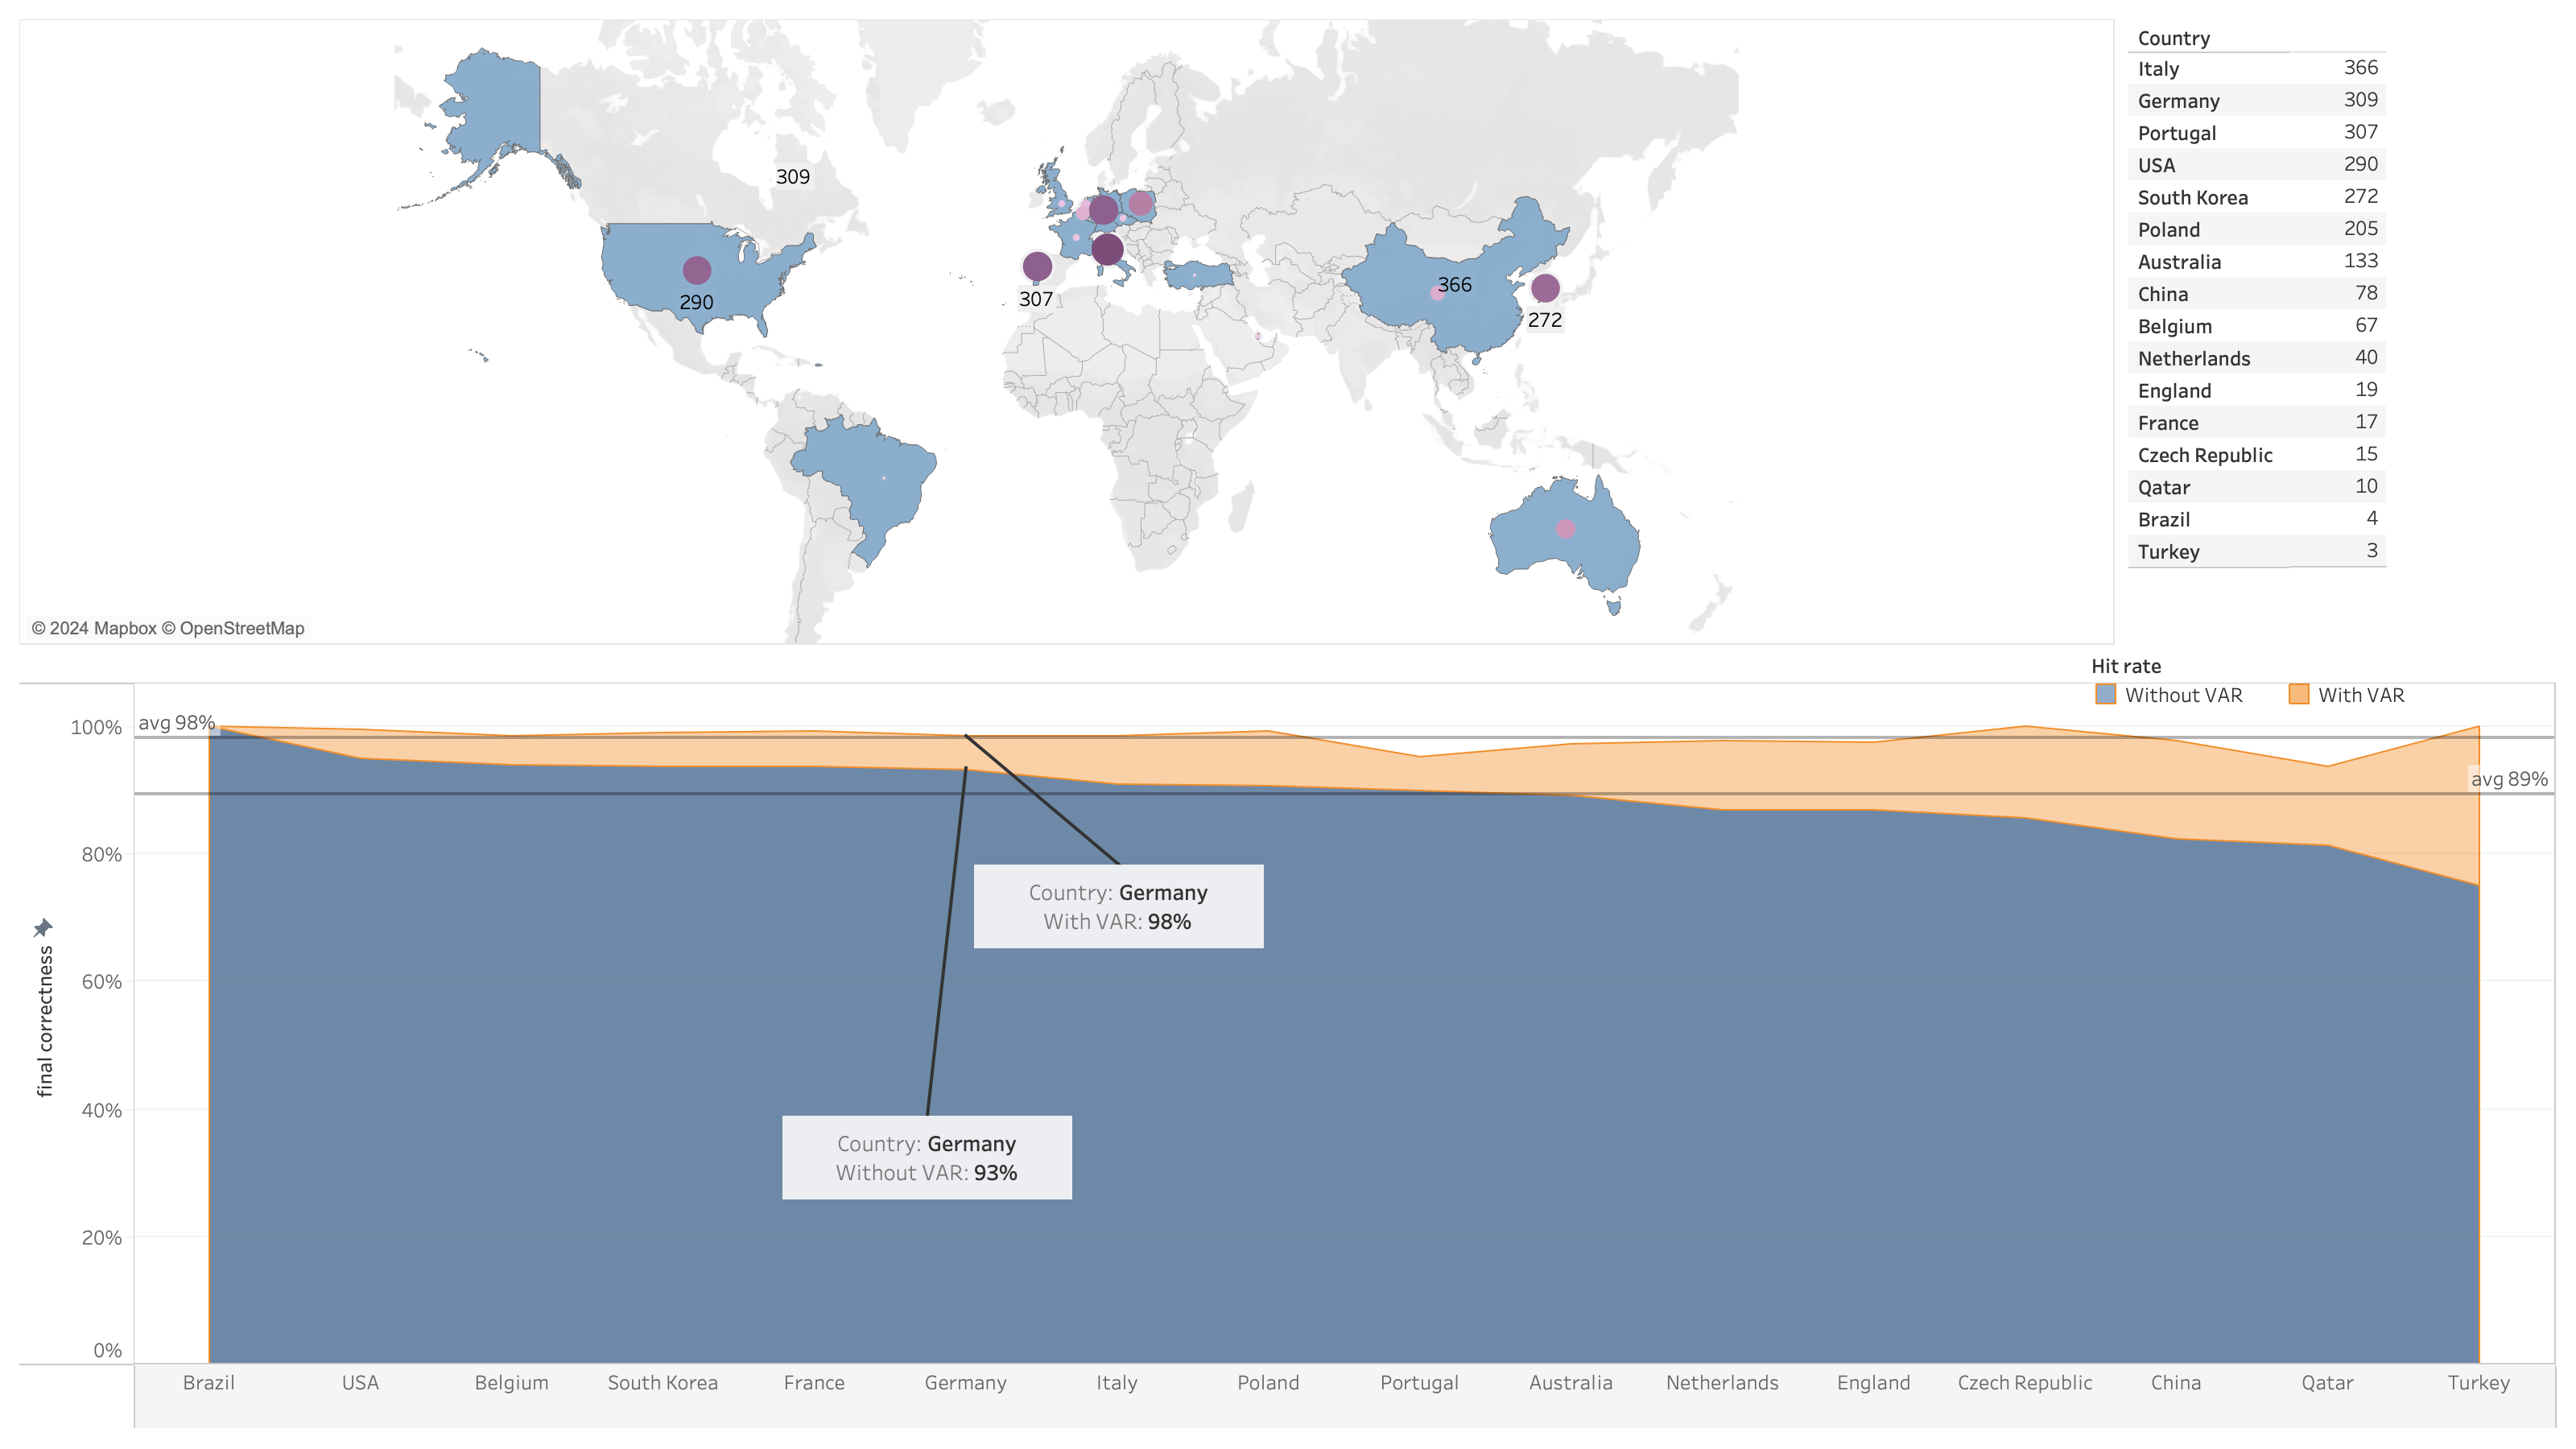 309
290
307
366
272
© 2024 Mapbox © OpenStreetMap
Country
Italy 366
Germany 309
Portugal 307
USA 290
South Korea 272
Poland 205
Australia 133
China 78
Belgium 67
Netherlands 40
England 19
France 17
Czech Republic 15
Qatar 10
Brazil 4
Turkey 3
Hit rate
Without VAR With VAR
avg 98%
avg 89%
final correctness
100%
80%
60%
40%
20%
0%
Country: Germany
With VAR: 98%
Country: Germany
Without VAR: 93%
Brazil USA Belgium South Korea France Germany Italy Poland Portugal Australia Netherlands England Czech Republic China Qatar Turkey